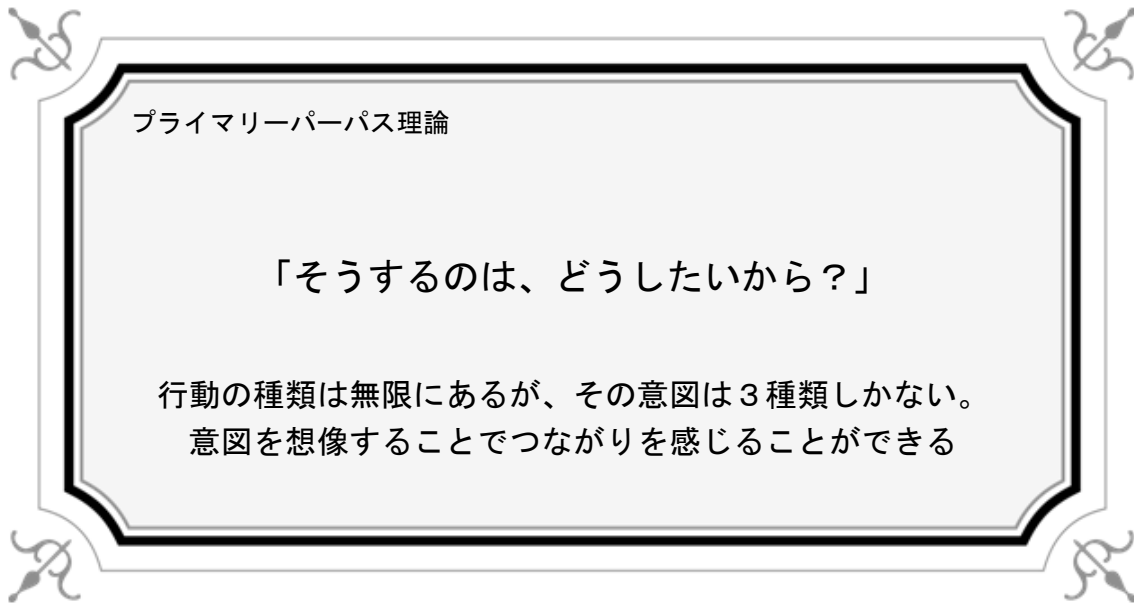 プライマリーパーパス理論
「そうするのは、どうしたいから？」
行動の種類は無限にあるが、その意図は３種類しかない。
意図を想像することでつながりを感じることができる